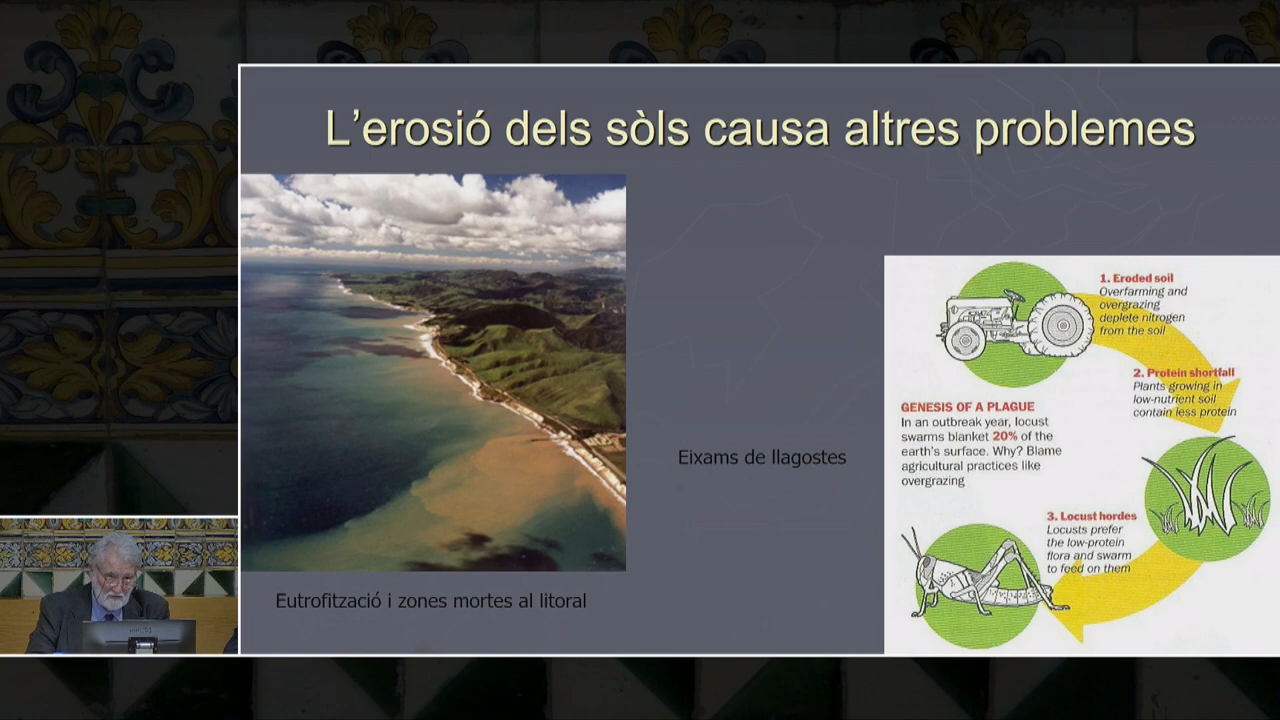 L'erosió dels sòls causa altres problemes
Eutrofització i zones mortes al litoral
Eixams de llagostes
1. Eroded soil
Overfarming and
overgrazing
deplete nitrogen
from the soil
2. Protein shortfall
Plants growing in
low-nutrient soil
contain less protein
GENESIS OF A PLAGUE
In an outbreak year, locust
swarms blanket 20% of the
earth's surface. Why? Blame
agricultural practices like
overgrazing
3. Locust hordes
Locusts prefer
the low-protein
flora and swarm
to feed on them